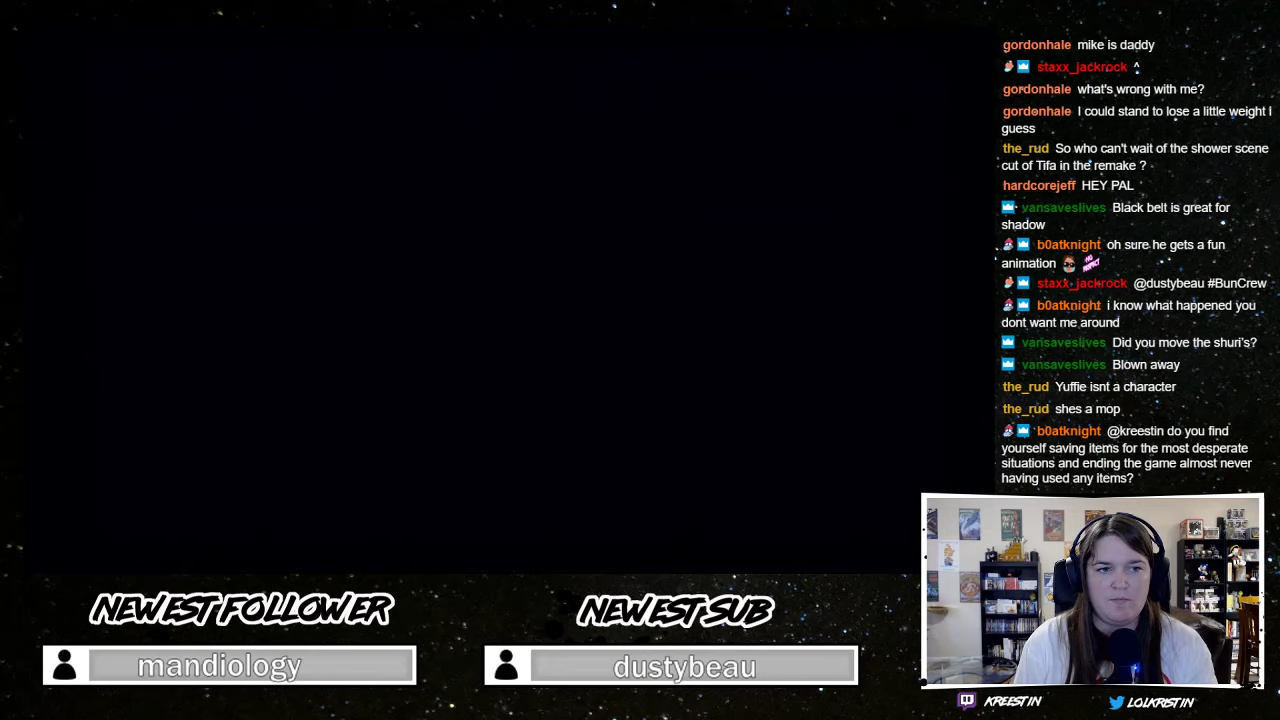 gordonhale mike is daddy
staxx_jackrock ^
gordonhale what's wrong with me?
gordonhale I could stand to lose a little weight i
guess
the_rud So who can't wait of the shower scene
cut of Tifa in the remake ?
hardcorejeff HEY PAL
vansaveslives Black belt is great for
shadow
b0atknight oh sure he gets a fun
animation
staxx_jackrock @dustybeau #BunCrew
b0atknight i know what happened you
dont want me around
vansaveslives Did you move the shuri's?
vansaveslives Blown away
the_rud Yuffie isnt a character
the_rud shes a mop
b0atknight @kreestin do you find
yourself saving items for the most desperate
situations and ending the game almost never
having used any items?
NEWEST FOLLOWER
mandiology
NEWEST SUB
dustybeau
KREESTIN
LOLKRISTIN